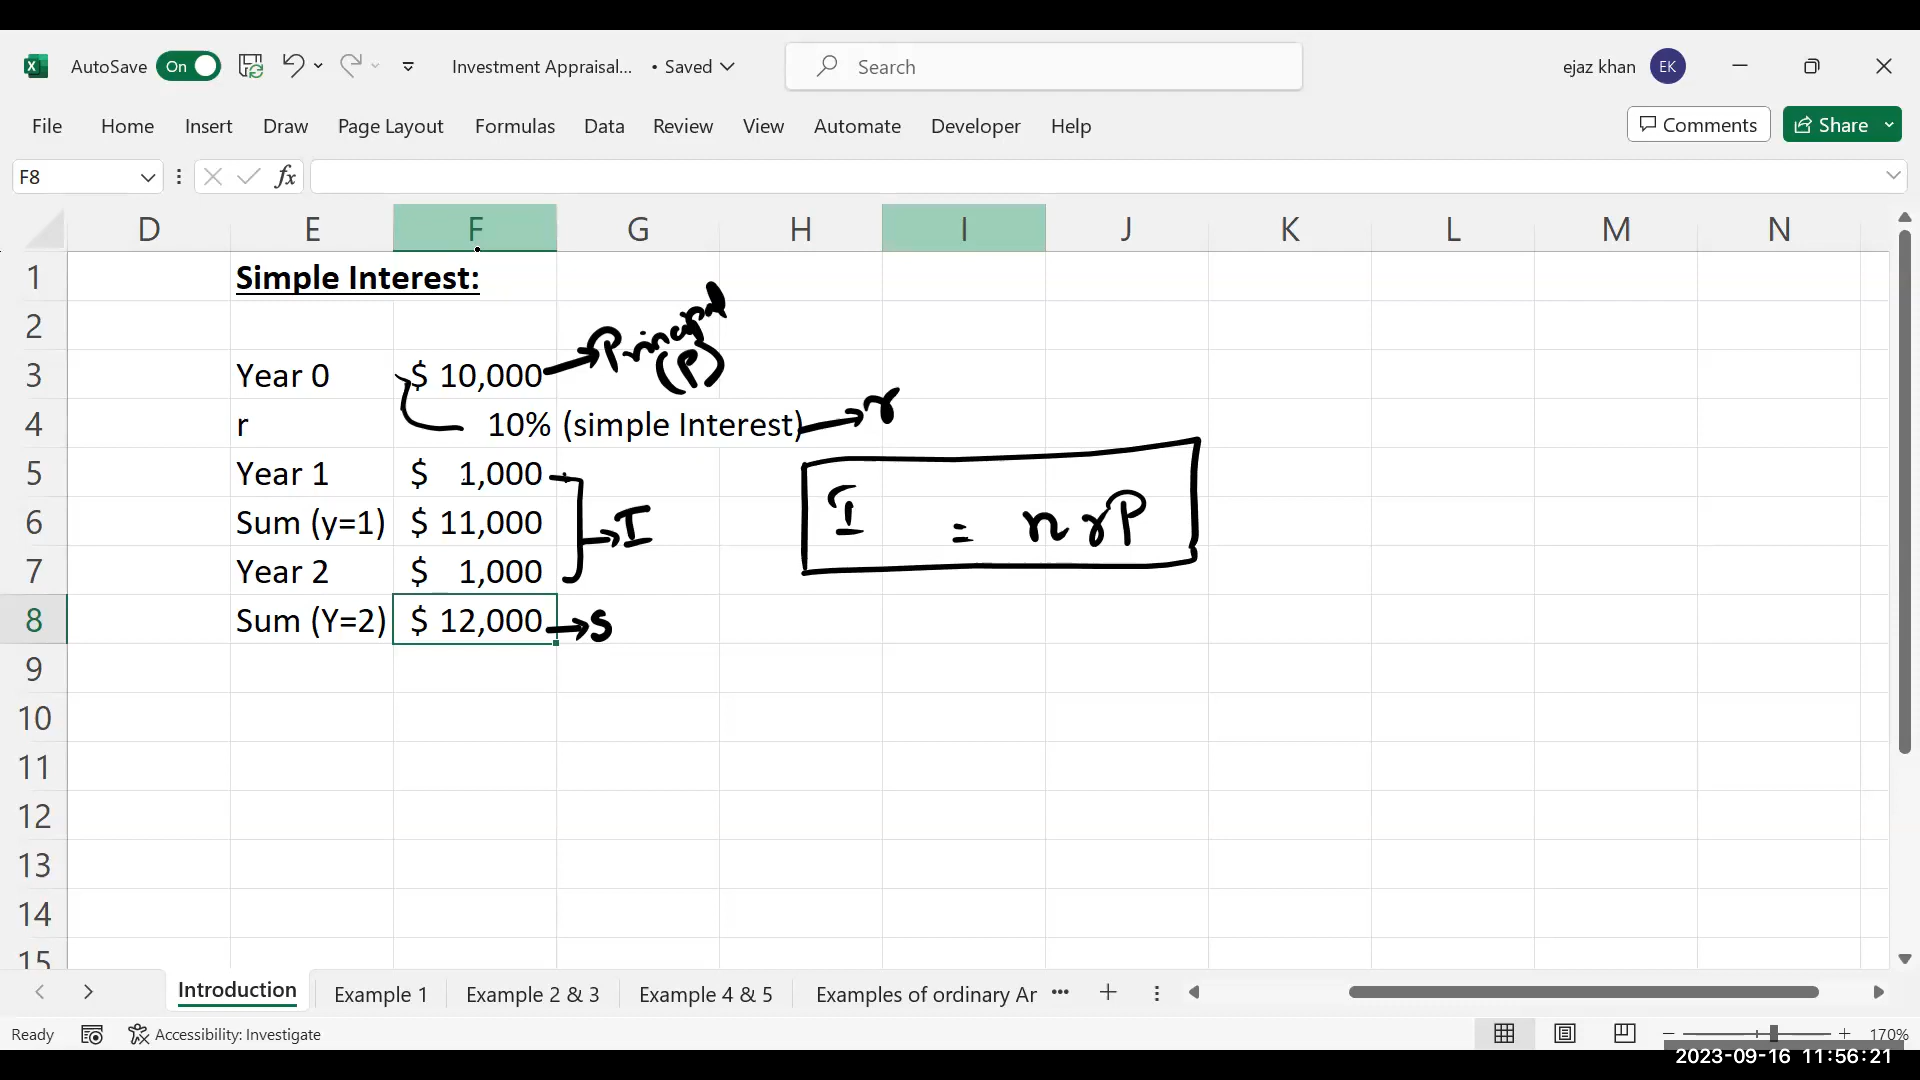 AutoSave On Investment Appraisal... • Saved Search ejaz khan EK
File Home Insert Draw Page Layout Formulas Data Review View Automate Developer Help Comments Share
F8 fx
D E F G H I J K L M N
1 Simple Interest:
2
3 Year 0 $ 10,000 Principal
(P)
4 r 10% (simple Interest) r
5 Year 1 $ 1,000
6 Sum (y=1) $ 11,000 I I = n r P
7 Year 2 $ 1,000
8 Sum (Y=2) $ 12,000 S
9
10
11
12
13
14
15
Introduction Example 1 Example 2 & 3 Example 4 & 5 Examples of ordinary Ar ...
Ready Accessibility: Investigate 170%
2023-09-16 11:56:21